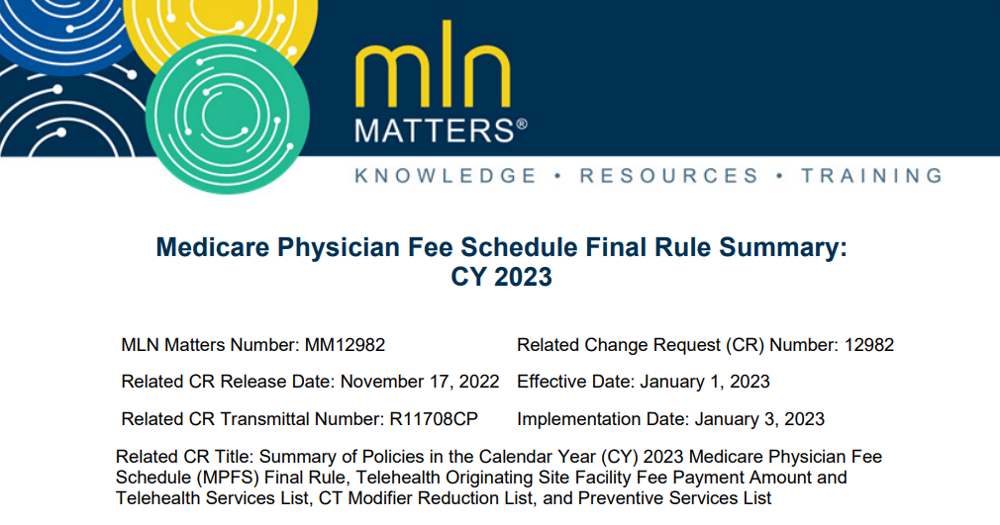 mln
MATTERS®
KNOWLEDGE • RESOURCES • TRAINING
Medicare Physician Fee Schedule Final Rule Summary:
CY 2023
MLN Matters Number: MM12982
Related Change Request (CR) Number: 12982
Related CR Release Date: November 17, 2022
Effective Date: January 1, 2023
Related CR Transmittal Number: R11708CP
Implementation Date: January 3, 2023
Related CR Title: Summary of Policies in the Calendar Year (CY) 2023 Medicare Physician Fee
Schedule (MPFS) Final Rule, Telehealth Originating Site Facility Fee Payment Amount and
Telehealth Services List, CT Modifier Reduction List, and Preventive Services List